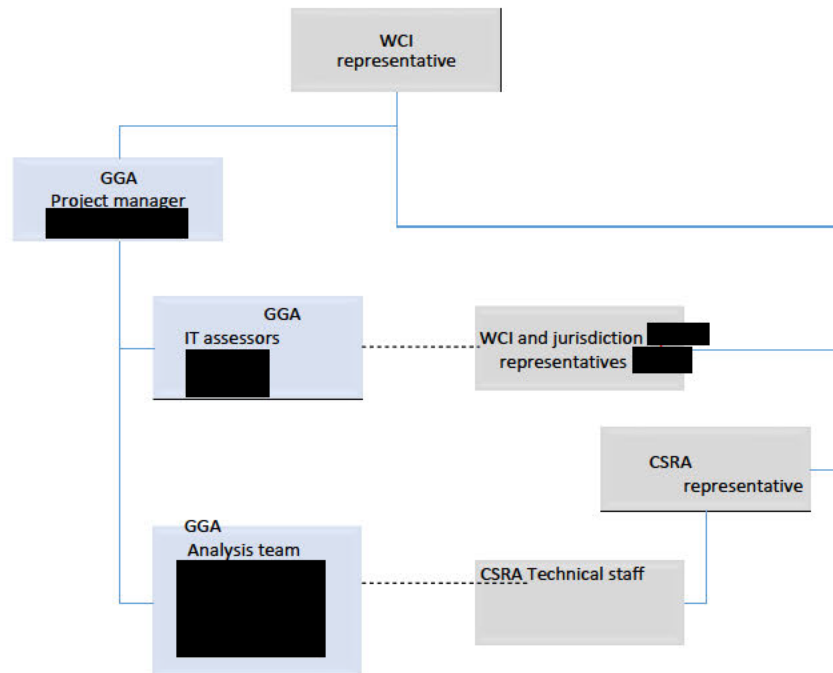 WCI
representative
GGA
Project manager
GGA
IT assessors
WCI and jurisdiction
representatives
CSRA
representative
GGA
Analysis team
CSRA Technical staff